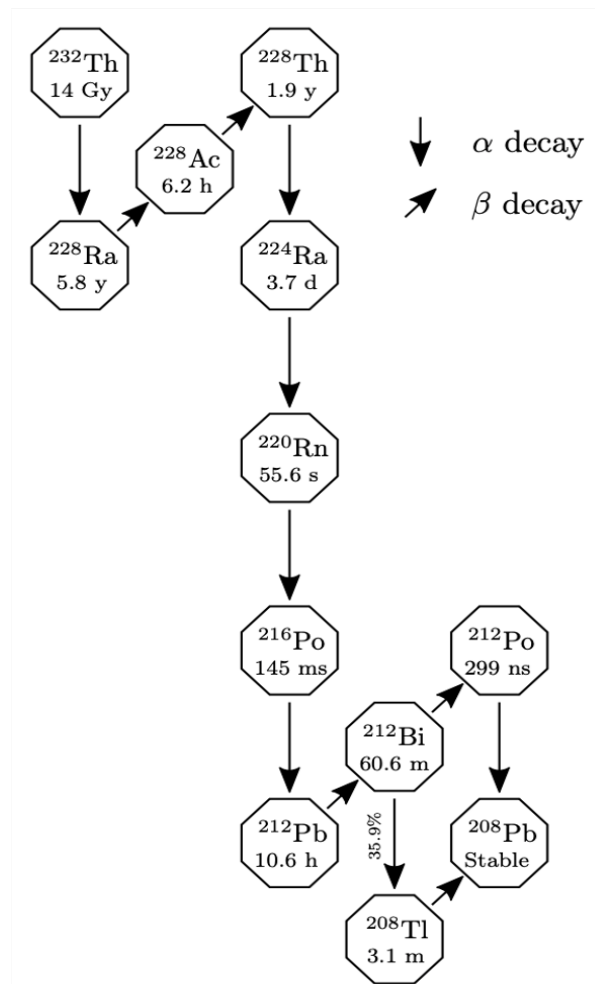 ²³²Th
14 Gy
²²⁸Th
1.9 y
α decay
β decay
²²⁸Ac
6.2 h
²²⁸Ra
5.8 y
²²⁴Ra
3.7 d
²²⁰Rn
55.6 s
²¹⁶Po
145 ms
²¹²Po
299 ns
²¹²Bi
60.6 m
35.9%
²¹²Pb
10.6 h
²⁰⁸Pb
Stable
²⁰⁸Tl
3.1 m